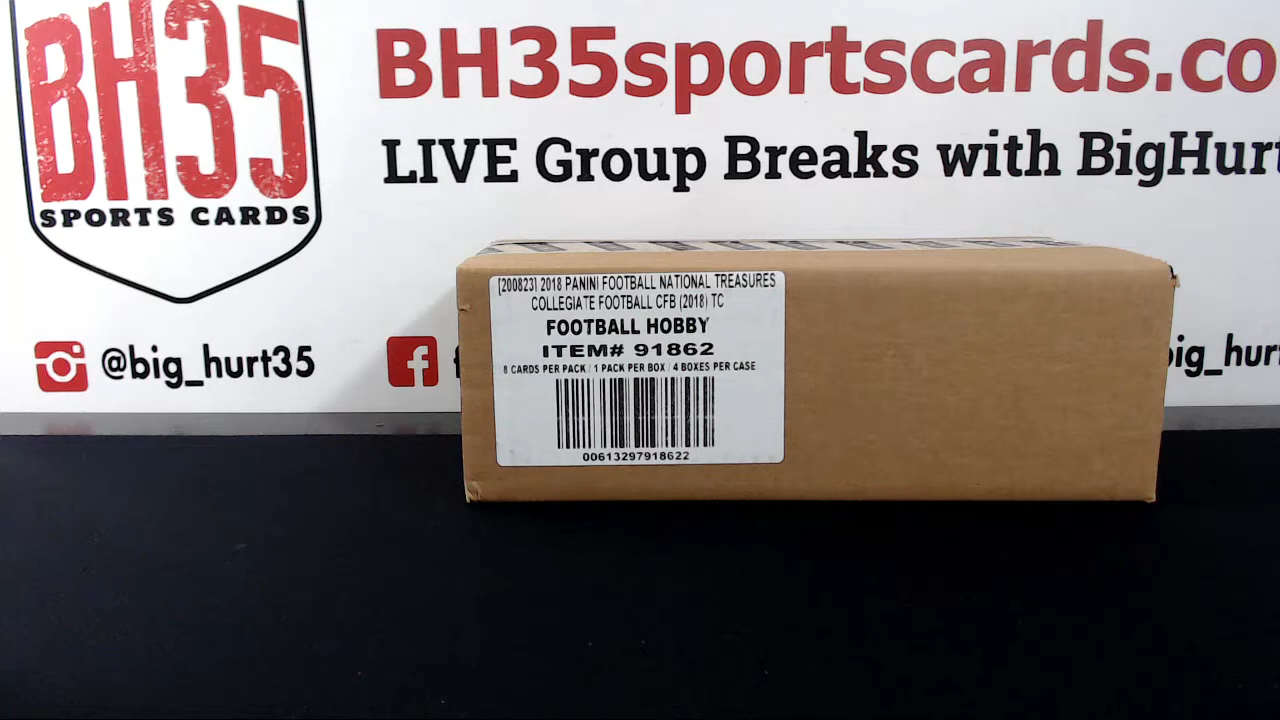 BH35
SPORTS CARDS
BH35sportscards.co
LIVE Group Breaks with BigHurt
@big_hurt35
[200823] 2018 PANINI FOOTBALL NATIONAL TREASURES
COLLEGIATE FOOTBALL CFB (2018) TC
FOOTBALL HOBBY
ITEM# 91862
8 CARDS PER PACK / 1 PACK PER BOX / 4 BOXES PER CASE
00613297918622
big_hurt